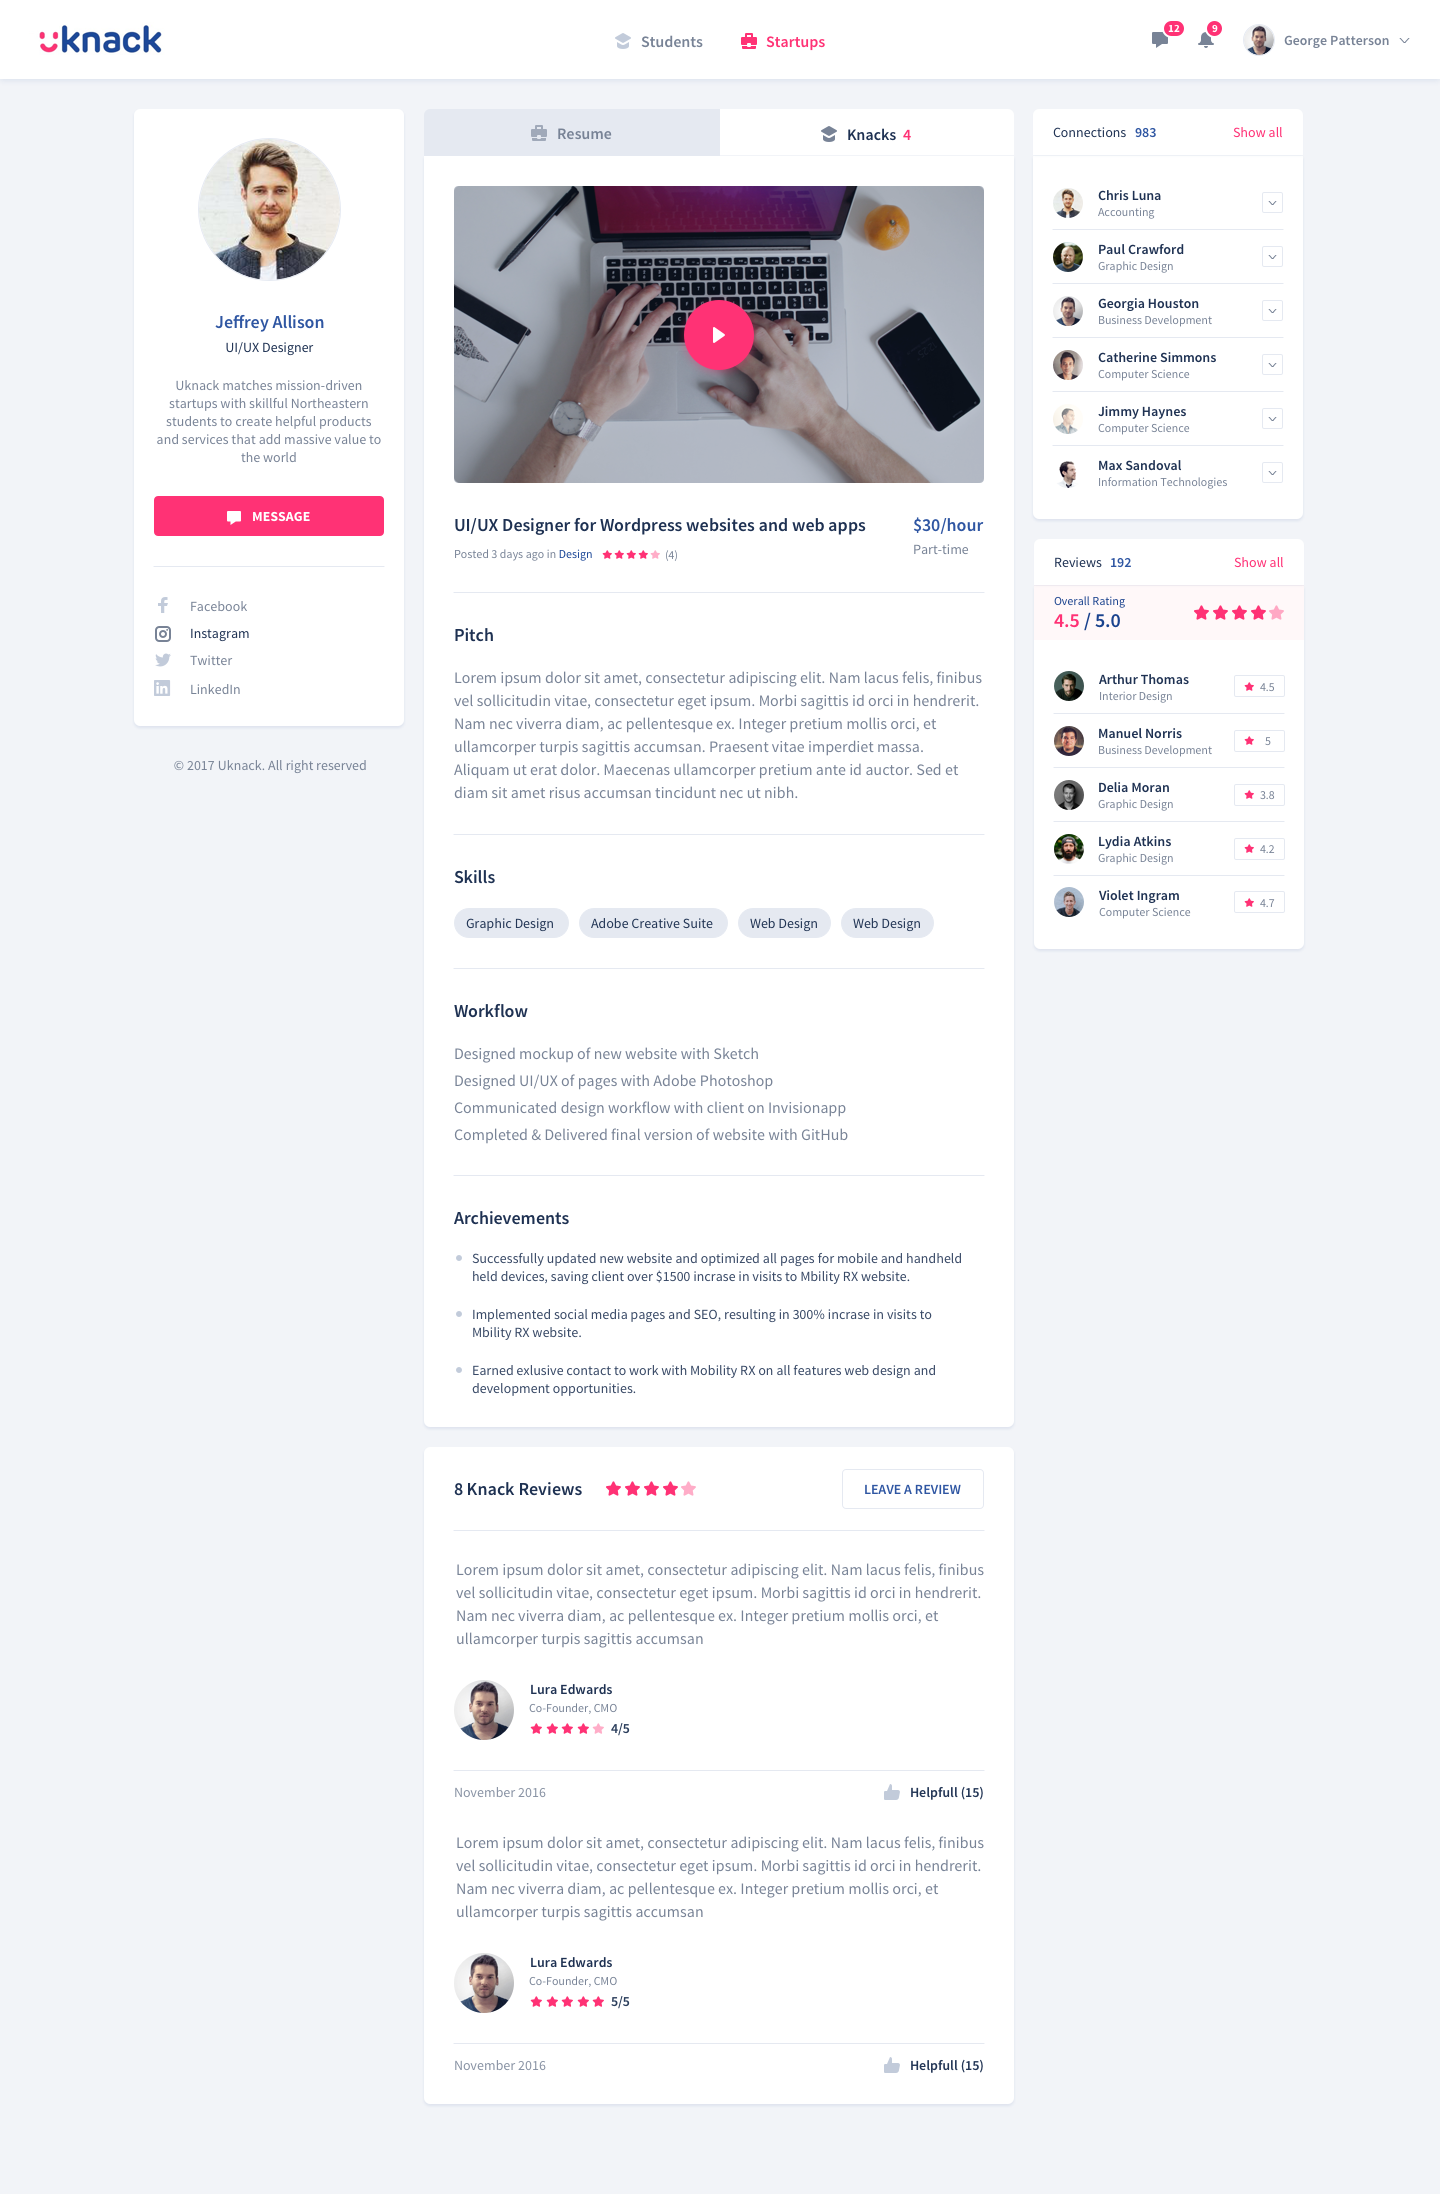 uknack
Students
Startups
12
9
George Patterson
Jeffrey Allison
UI/UX Designer
Uknack matches mission-driven
startups with skillful Northeastern
students to create helpful products
and services that add massive value to
the world
MESSAGE
Facebook
Instagram
Twitter
LinkedIn
© 2017 Uknack. All right reserved
Resume
Knacks 4
UI/UX Designer for Wordpress websites and web apps
$30/hour
Posted 3 days ago in Design (4)
Part-time
Pitch
Lorem ipsum dolor sit amet, consectetur adipiscing elit. Nam lacus felis, finibus
vel sollicitudin vitae, consectetur eget ipsum. Morbi sagittis id orci in hendrerit.
Nam nec viverra diam, ac pellentesque ex. Integer pretium mollis orci, et
ullamcorper turpis sagittis accumsan. Praesent vitae imperdiet massa.
Aliquam ut erat dolor. Maecenas ullamcorper pretium ante id auctor. Sed et
diam sit amet risus accumsan tincidunt nec ut nibh.
Skills
Graphic Design
Adobe Creative Suite
Web Design
Web Design
Workflow
Designed mockup of new website with Sketch
Designed UI/UX of pages with Adobe Photoshop
Communicated design workflow with client on Invisionapp
Completed & Delivered final version of website with GitHub
Archievements
Successfully updated new website and optimized all pages for mobile and handheld
held devices, saving client over $1500 incrase in visits to Mbility RX website.
Implemented social media pages and SEO, resulting in 300% incrase in visits to
Mbility RX website.
Earned exlusive contact to work with Mobility RX on all features web design and
development opportunities.
8 Knack Reviews
LEAVE A REVIEW
Lorem ipsum dolor sit amet, consectetur adipiscing elit. Nam lacus felis, finibus
vel sollicitudin vitae, consectetur eget ipsum. Morbi sagittis id orci in hendrerit.
Nam nec viverra diam, ac pellentesque ex. Integer pretium mollis orci, et
ullamcorper turpis sagittis accumsan
Lura Edwards
Co-Founder, CMO
4/5
November 2016
Helpfull (15)
Lorem ipsum dolor sit amet, consectetur adipiscing elit. Nam lacus felis, finibus
vel sollicitudin vitae, consectetur eget ipsum. Morbi sagittis id orci in hendrerit.
Nam nec viverra diam, ac pellentesque ex. Integer pretium mollis orci, et
ullamcorper turpis sagittis accumsan
Lura Edwards
Co-Founder, CMO
5/5
November 2016
Helpfull (15)
Connections 983
Show all
Chris Luna
Accounting
Paul Crawford
Graphic Design
Georgia Houston
Business Development
Catherine Simmons
Computer Science
Jimmy Haynes
Computer Science
Max Sandoval
Information Technologies
Reviews 192
Show all
Overall Rating
4.5 / 5.0
Arthur Thomas
Interior Design
4.5
Manuel Norris
Business Development
5
Delia Moran
Graphic Design
3.8
Lydia Atkins
Graphic Design
4.2
Violet Ingram
Computer Science
4.7